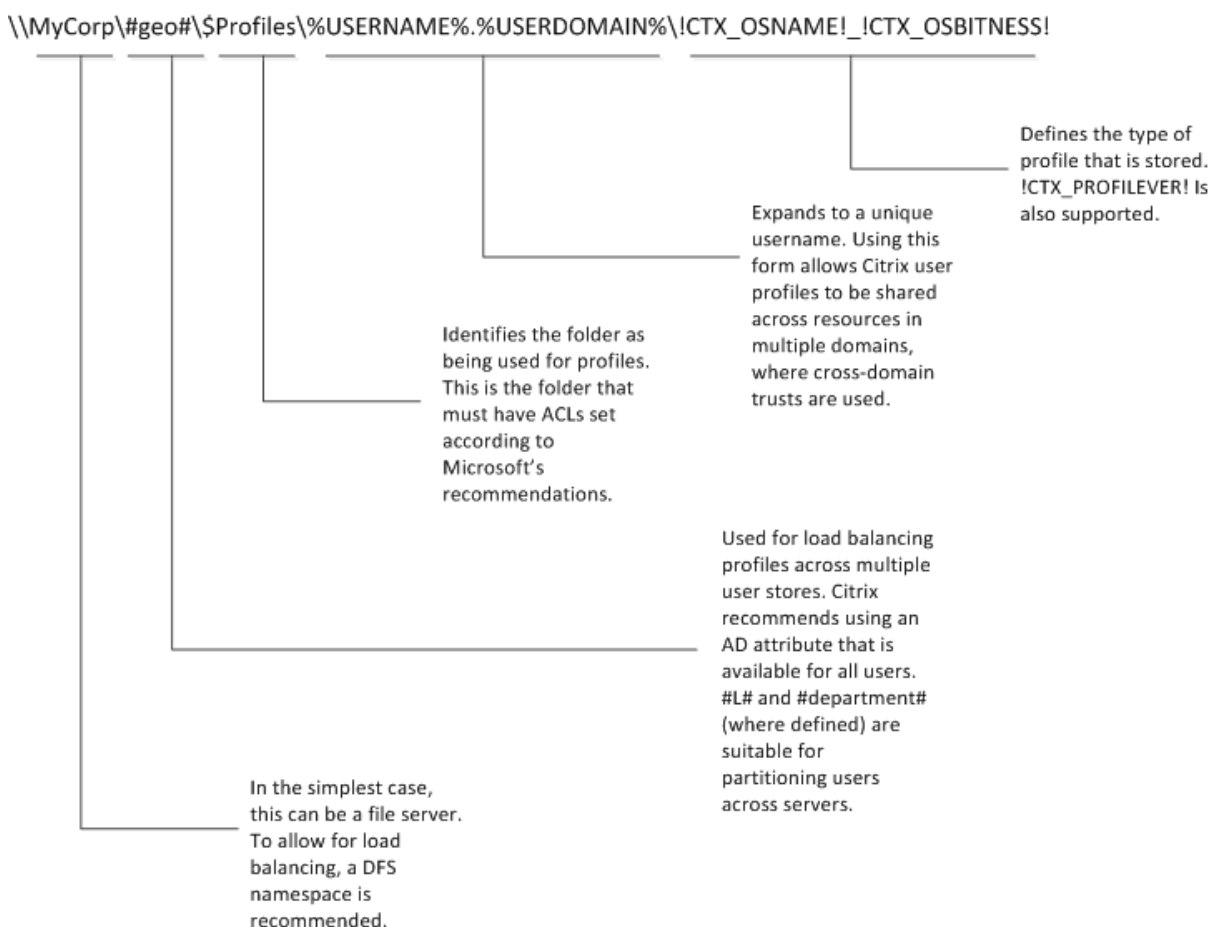 \\MyCorp\#geo#\$Profiles\%USERNAME%.%USERDOMAIN%\!CTX_OSNAME!_!CTX_OSBITNESS!
Defines the type of
profile that is stored.
!CTX_PROFILEVER! Is
also supported.
Expands to a unique
username. Using this
form allows Citrix user
profiles to be shared
across resources in
multiple domains,
where cross-domain
trusts are used.
Identifies the folder as
being used for profiles.
This is the folder that
must have ACLs set
according to
Microsoft's
recommendations.
Used for load balancing
profiles across multiple
user stores. Citrix
recommends using an
AD attribute that is
available for all users.
#L# and #department#
(where defined) are
suitable for
partitioning users
across servers.
In the simplest case,
this can be a file server.
To allow for load
balancing, a DFS
namespace is
recommended.